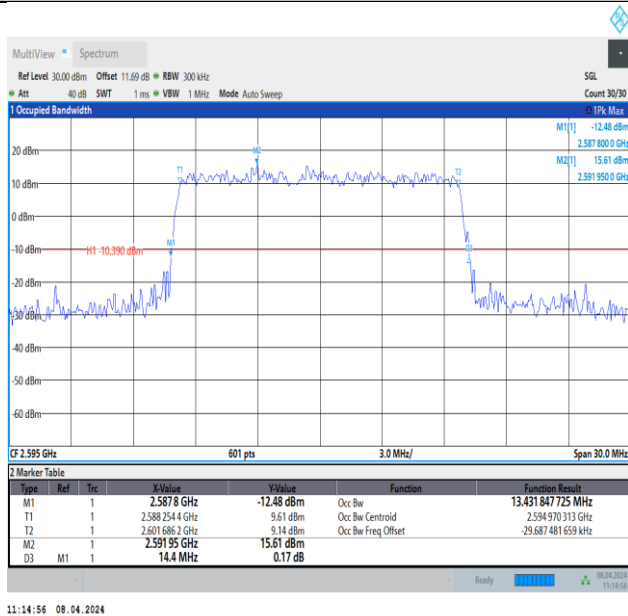 MultiView Spectrum
Ref Level 30.00 dBm Offset 11.69 dB RBW 300 kHz SGL
Att 40 dB SWT 1 ms VBW 1 MHz Mode Auto Sweep Count 30/30
1 Occupied Bandwidth 1Pk Max
M1[1] -12.48 dBm
2.587 800 0 GHz
M2[1] 15.61 dBm
2.591 950 0 GHz
20 dBm
M2
T1
T2
10 dBm
0 dBm
M1
D3
-10 dBm
H1 -10.390 dBm
-20 dBm
-30 dBm
-40 dBm
-50 dBm
-60 dBm
CF 2.595 GHz 601 pts 3.0 MHz/ Span 30.0 MHz
2 Marker Table
Type Ref Trc X-Value Y-Value Function Function Result
M1 1 2.587 8 GHz -12.48 dBm Occ Bw 13.431 847 725 MHz
T1 1 2.588 254 4 GHz 9.61 dBm Occ Bw Centroid 2.594 970 313 GHz
T2 1 2.601 686 2 GHz 9.14 dBm Occ Bw Freq Offset -29.687 481 659 kHz
M2 1 2.591 95 GHz 15.61 dBm
D3 M1 1 14.4 MHz 0.17 dB
Ready 08.04.2024
11:14:56
11:14:56 08.04.2024